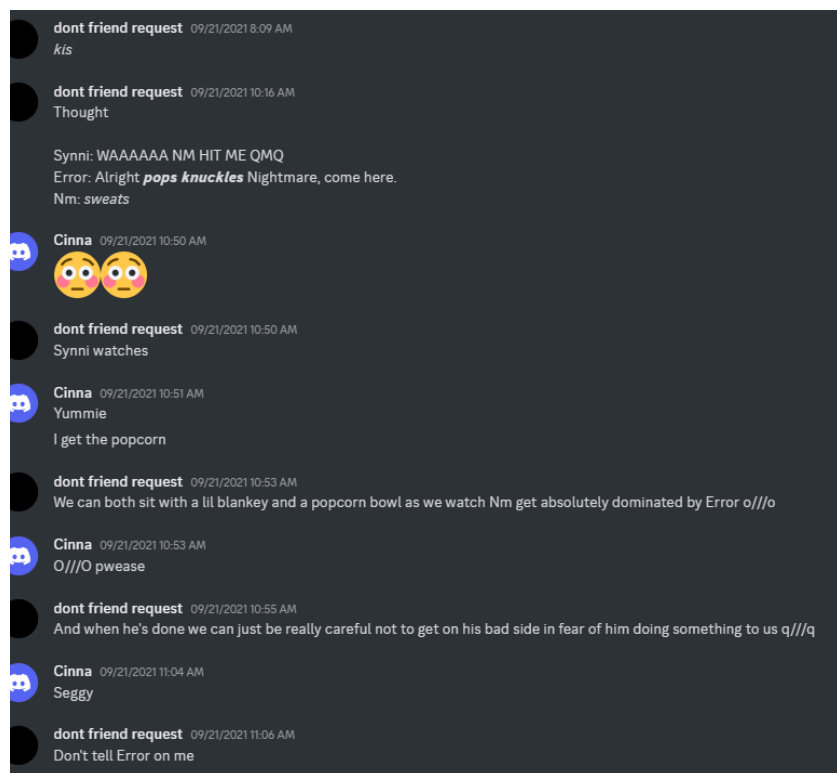 dont friend request 09/21/2021 8:09 AM
kis
dont friend request 09/21/2021 10:16 AM
Thought
Synni: WAAAAAA NM HIT ME QMQ
Error: Alright pops knuckles Nightmare, come here.
Nm: sweats
Cinna 09/21/2021 10:50 AM
😳😳
dont friend request 09/21/2021 10:50 AM
Synni watches
Cinna 09/21/2021 10:51 AM
Yummie
I get the popcorn
dont friend request 09/21/2021 10:53 AM
We can both sit with a lil blankey and a popcorn bowl as we watch Nm get absolutely dominated by Error o///o
Cinna 09/21/2021 10:53 AM
O///O pwease
dont friend request 09/21/2021 10:55 AM
And when he's done we can just be really careful not to get on his bad side in fear of him doing something to us q///q
Cinna 09/21/2021 11:04 AM
Seggy
dont friend request 09/21/2021 11:06 AM
Don't tell Error on me